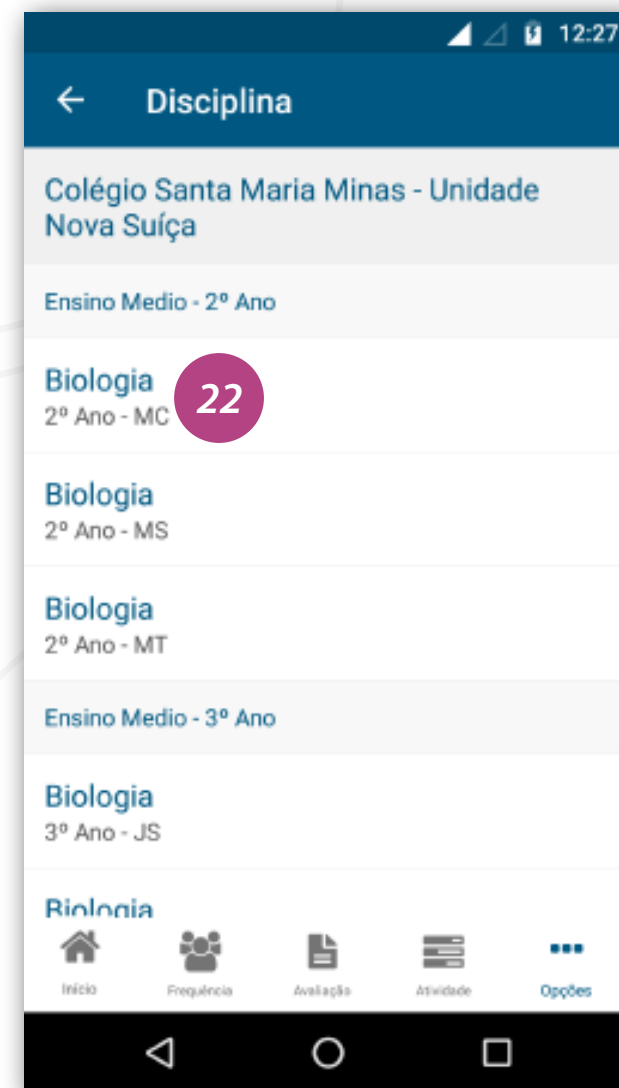 12:27
Disciplina
Colégio Santa Maria Minas - Unidade
Nova Suíça
Ensino Medio - 2º Ano
Biologia
2º Ano - MC
22
Biologia
2º Ano - MS
Biologia
2º Ano - MT
Ensino Medio - 3º Ano
Biologia
3º Ano - JS
Biologia
Início Frequência Avaliação Atividade Opções